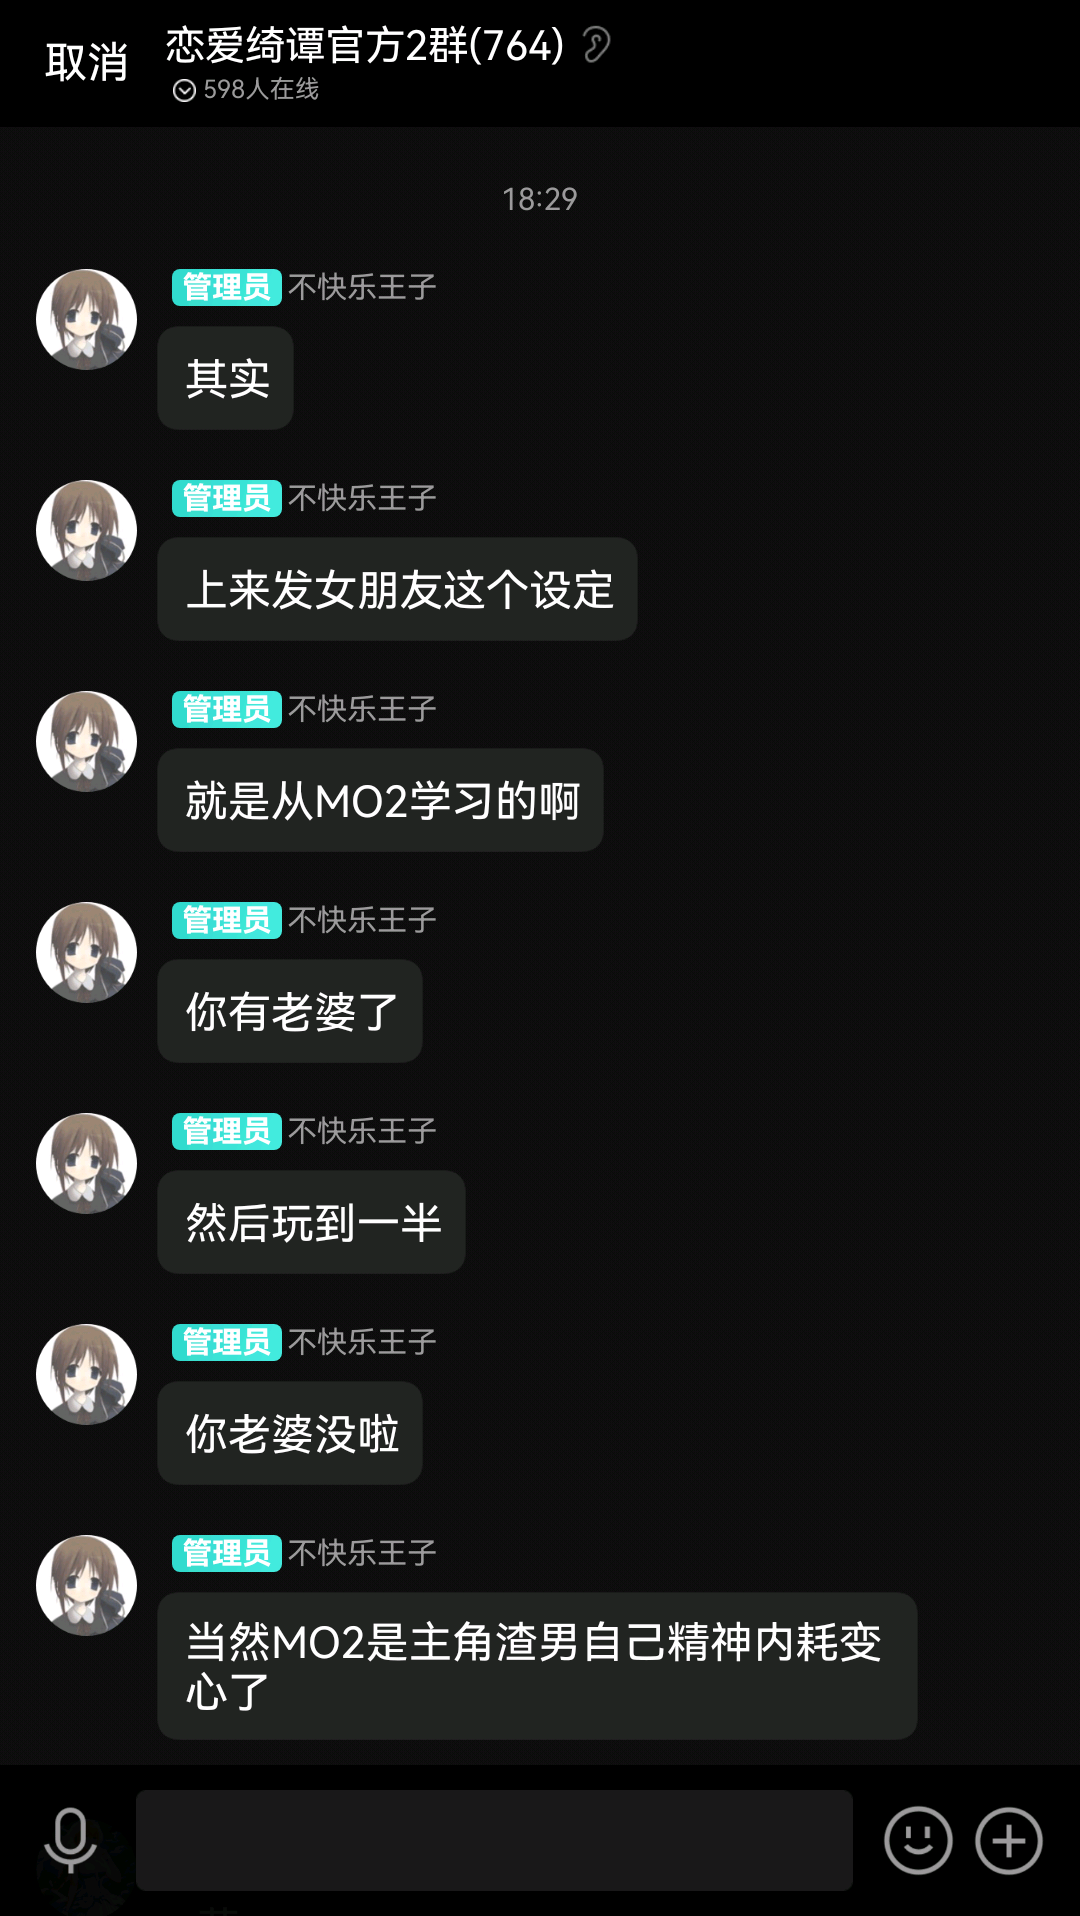 取消
恋爱绮谭官方2群(764)
598人在线
18:29
管理员 不快乐王子
其实
管理员 不快乐王子
上来发女朋友这个设定
管理员 不快乐王子
就是从MO2学习的啊
管理员 不快乐王子
你有老婆了
管理员 不快乐王子
然后玩到一半
管理员 不快乐王子
你老婆没啦
管理员 不快乐王子
当然MO2是主角渣男自己精神内耗变
心了